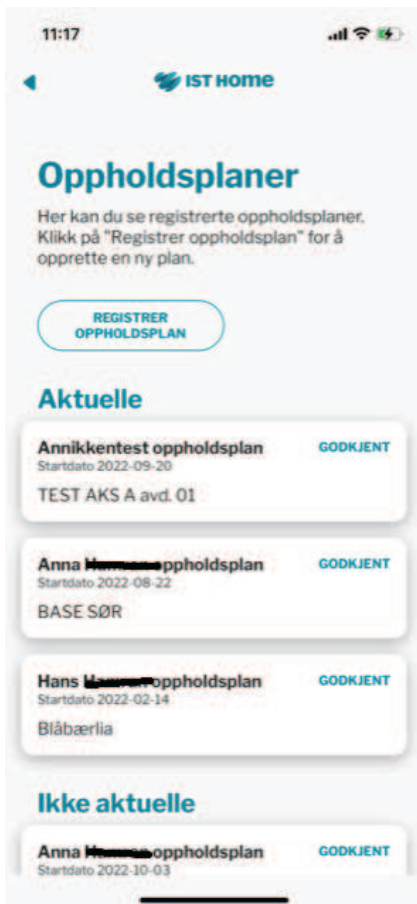 11:17
IST HOME
Oppholdsplaner
Her kan du se registrerte oppholdsplaner.
Klikk på "Registrer oppholdsplan" for å
opprette en ny plan.
REGISTRER
OPPHOLDSPLAN
Aktuelle
Annikkentest oppholdsplan GODKJENT
Startdato 2022-09-20
TEST AKS A avd. 01
Anna oppholdsplan GODKJENT
Startdato 2022-08-22
BASE SØR
Hans oppholdsplan GODKJENT
Startdato 2022-02-14
Blåbærlia
Ikke aktuelle
Anna oppholdsplan GODKJENT
Startdato 2022-10-03